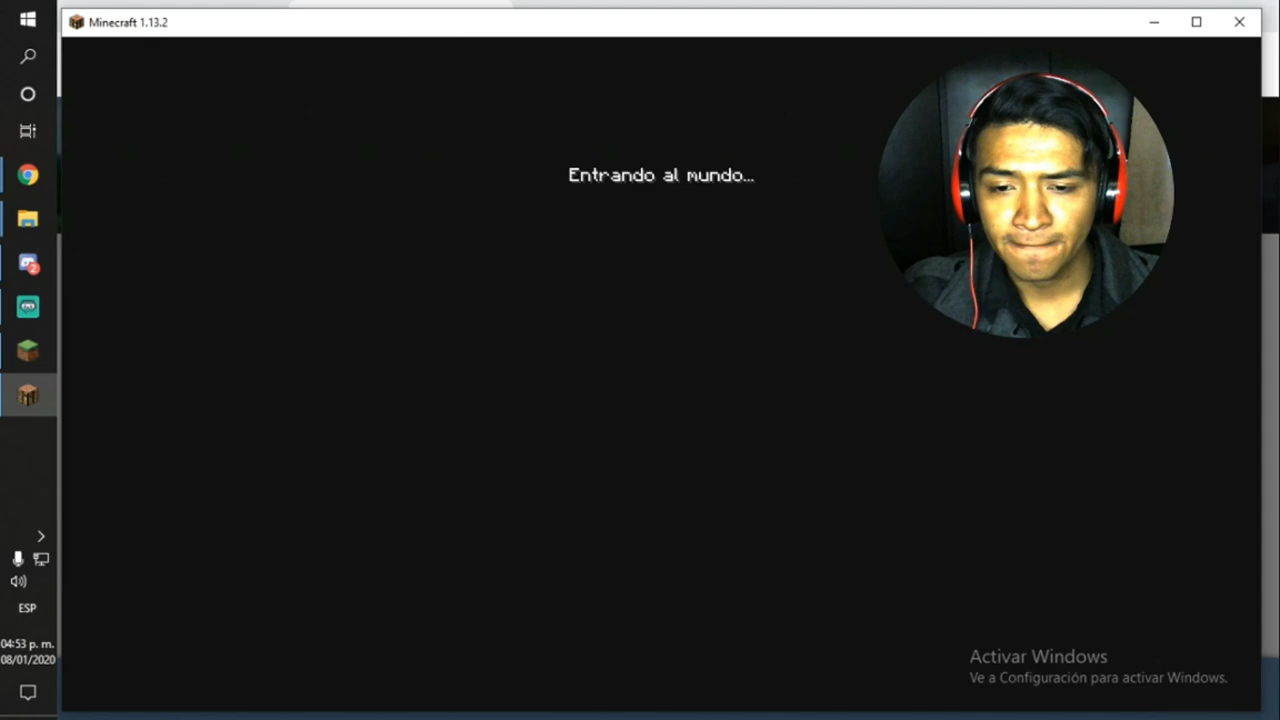 Minecraft 1.13.2
Entrando al mundo...
2
ESP
04:53 p. m.
08/01/2020
Activar Windows
Ve a Configuración para activar Windows.